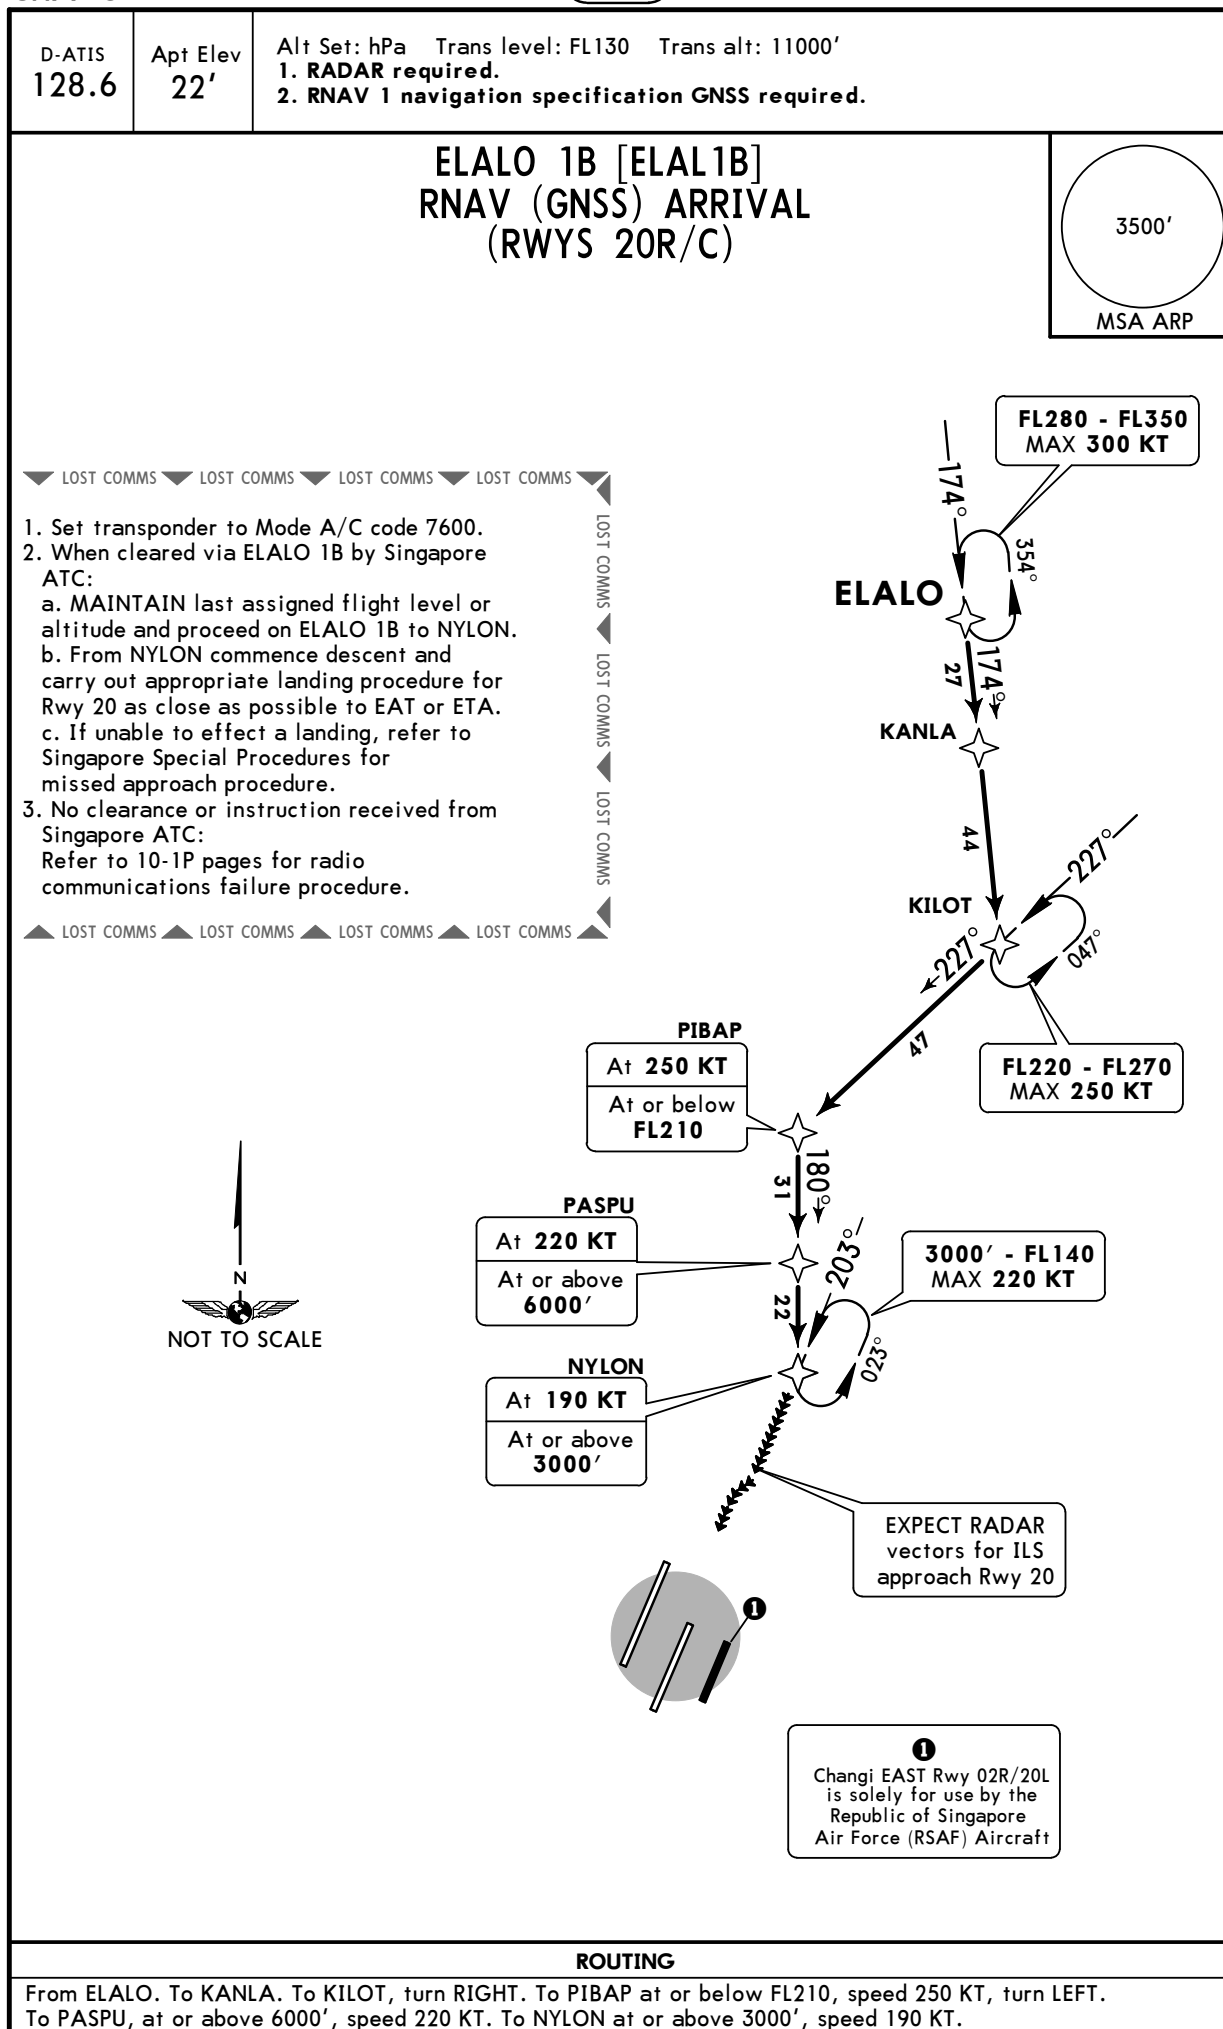 D-ATIS
128.6
Apt Elev
22'
Alt Set: hPa Trans level: FL130 Trans alt: 11000'
1. RADAR required.
2. RNAV 1 navigation specification GNSS required.
ELALO 1B [ELAL1B]
RNAV (GNSS) ARRIVAL
(RWYS 20R/C)
3500'
MSA ARP
FL280 - FL350
MAX 300 KT
LOST COMMS LOST COMMS LOST COMMS LOST COMMS
LOST COMMS
LOST COMMS
LOST COMMS
1. Set transponder to Mode A/C code 7600.
2. When cleared via ELALO 1B by Singapore
ATC:
a. MAINTAIN last assigned flight level or
altitude and proceed on ELALO 1B to NYLON.
b. From NYLON commence descent and
carry out appropriate landing procedure for
Rwy 20 as close as possible to EAT or ETA.
c. If unable to effect a landing, refer to
Singapore Special Procedures for
missed approach procedure.
3. No clearance or instruction received from
Singapore ATC:
Refer to 10-1P pages for radio
communications failure procedure.
LOST COMMS LOST COMMS LOST COMMS LOST COMMS
174°
354°
ELALO
27
174°
KANLA
44
227°
KILOT
227°
047°
47
FL220 - FL270
MAX 250 KT
PIBAP
At 250 KT
At or below
FL210
180°
31
PASPU
At 220 KT
At or above
6000'
203°
3000' - FL140
MAX 220 KT
22
023°
NYLON
At 190 KT
At or above
3000'
N
NOT TO SCALE
EXPECT RADAR
vectors for ILS
approach Rwy 20
1
1
Changi EAST Rwy 02R/20L
is solely for use by the
Republic of Singapore
Air Force (RSAF) Aircraft
ROUTING
From ELALO. To KANLA. To KILOT, turn RIGHT. To PIBAP at or below FL210, speed 250 KT, turn LEFT.
To PASPU, at or above 6000', speed 220 KT. To NYLON at or above 3000', speed 190 KT.